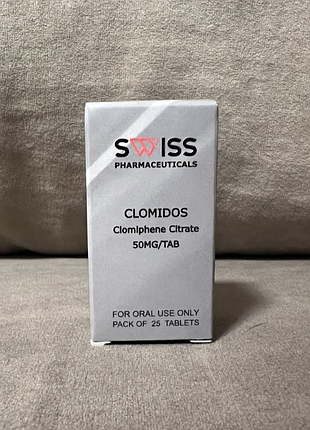 SWISS
PHARMACEUTICALS
CLOMIDOS
Clomiphene Citrate
50MG/TAB
FOR ORAL USE ONLY
PACK OF 25 TABLETS